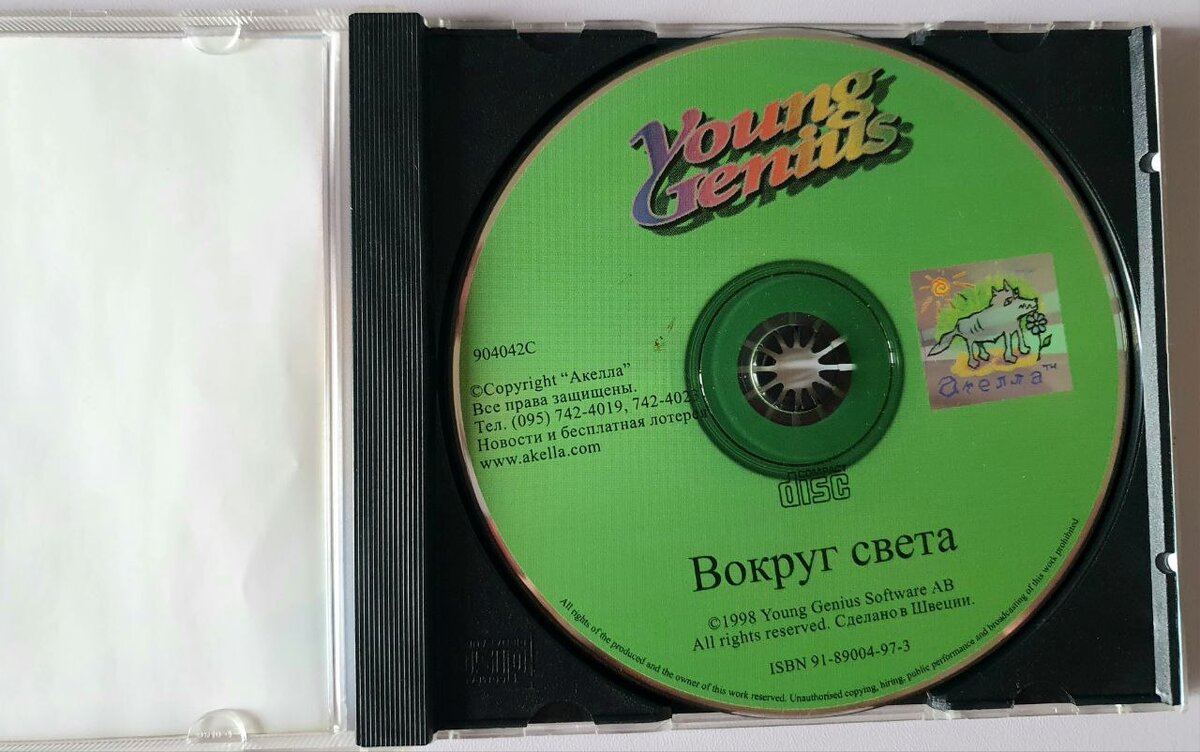 Young
Genius
904042C
©Copyright "Акелла"
Все права защищены.
Тел. (095) 742-4019, 742-4023
Новости и бесплатная лотерея
www.akella.com
Акелла™
COMPACT
disc
Вокруг света
©1998 Young Genius Software AB
All rights reserved. Сделано в Швеции.
ISBN 91-89004-97-3
All rights of the produced and the owner of this work reserved. Unauthorised copying, hiring, public performance and broadcasting of this work prohibited